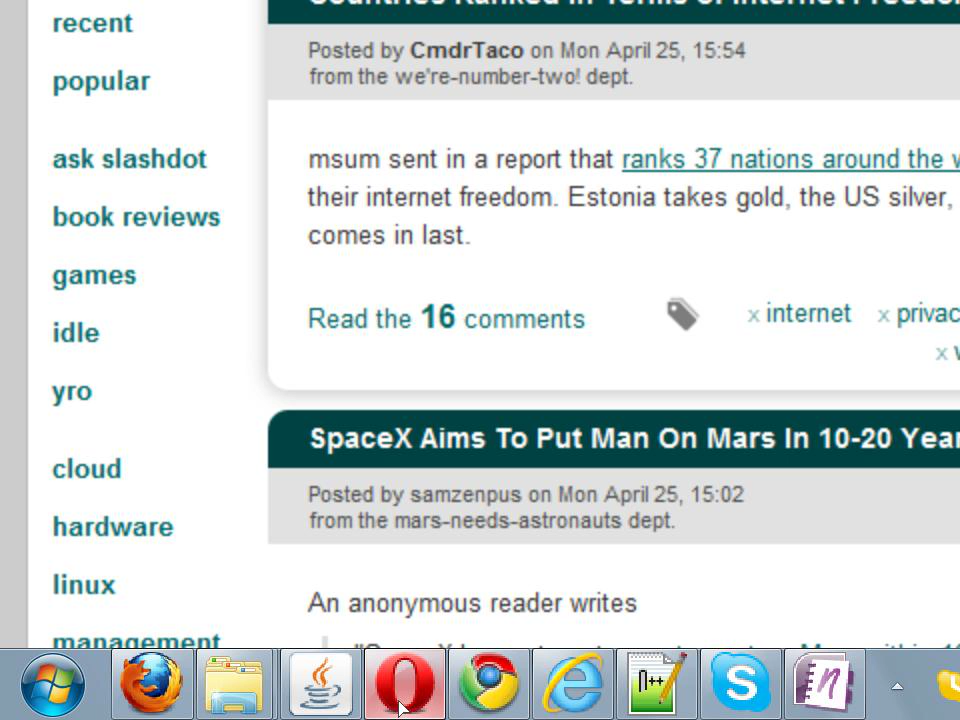 recent
popular
ask slashdot
book reviews
games
idle
yro
cloud
hardware
linux
management
Countries Ranked in Terms of Internet Freedo
Posted by CmdrTaco on Mon April 25, 15:54
from the we're-number-two! dept.
msum sent in a report that ranks 37 nations around the w
their internet freedom. Estonia takes gold, the US silver,
comes in last.
Read the 16 comments
x internet x privac
x
SpaceX Aims To Put Man On Mars In 10-20 Year
Posted by samzenpus on Mon April 25, 15:02
from the mars-needs-astronauts dept.
An anonymous reader writes